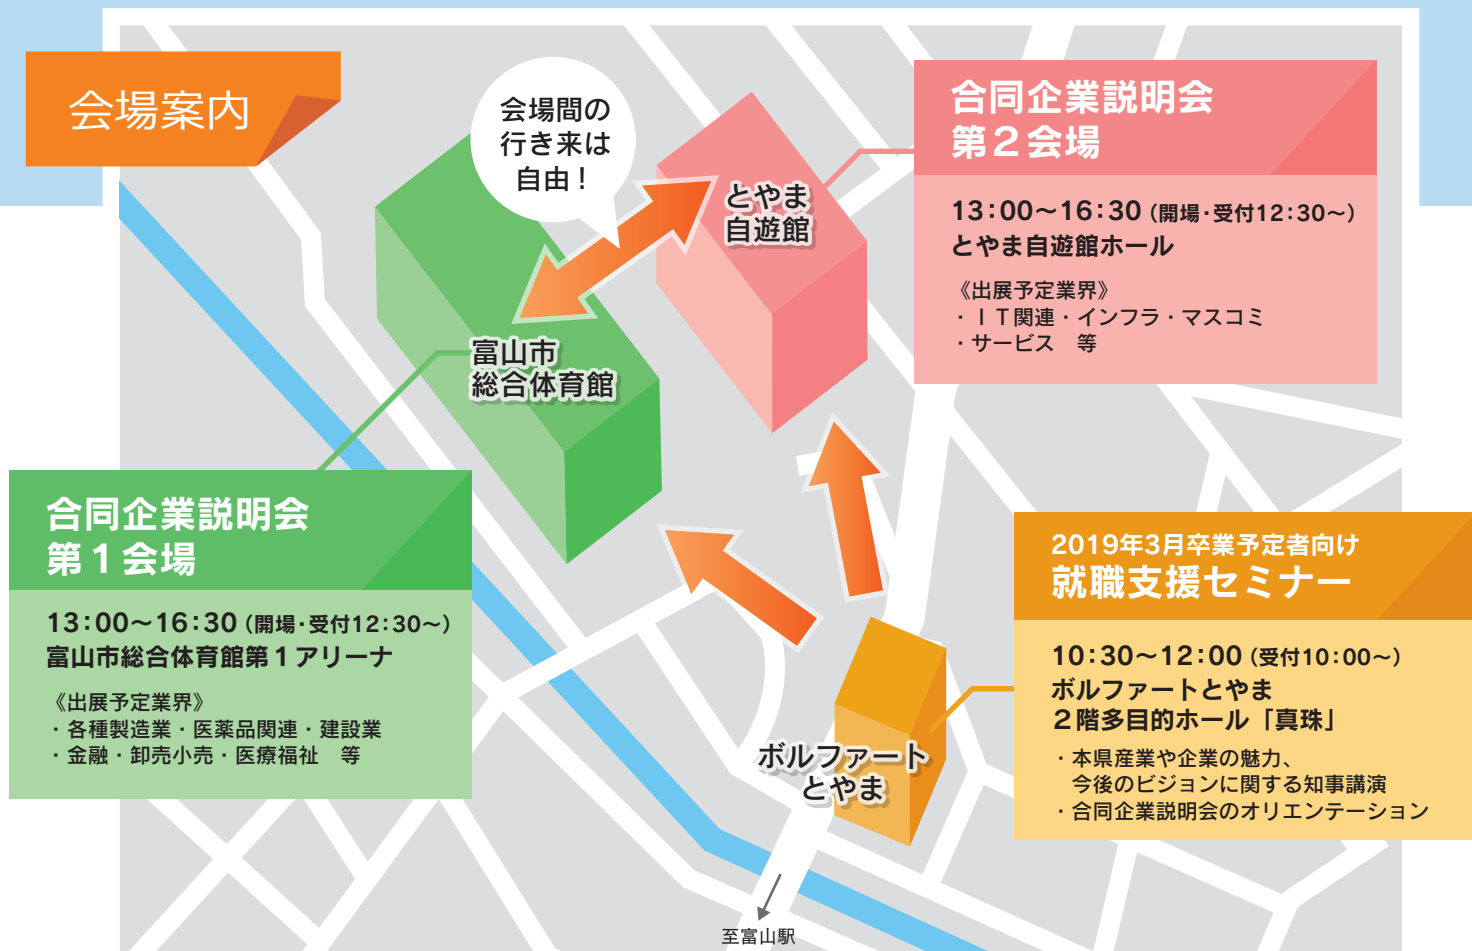 会場案内
会場間の
行き来は
自由！
とやま
自遊館
富山市
総合体育館
ボルファート
とやま
至富山駅
合同企業説明会
第２会場
13：00～16：30（開場・受付12：30～）
とやま自遊館ホール
《出展予定業界》
・ＩＴ関連・インフラ・マスコミ
・サービス　等
合同企業説明会
第１会場
13：00～16：30（開場・受付12：30～）
富山市総合体育館第１アリーナ
《出展予定業界》
・各種製造業・医薬品関連・建設業
・金融・卸売小売・医療福祉　等
2019年3月卒業予定者向け
就職支援セミナー
10：30～12：00（受付10：00～）
ボルファートとやま
２階多目的ホール「真珠」
・本県産業や企業の魅力、
今後のビジョンに関する知事講演
・合同企業説明会のオリエンテーション